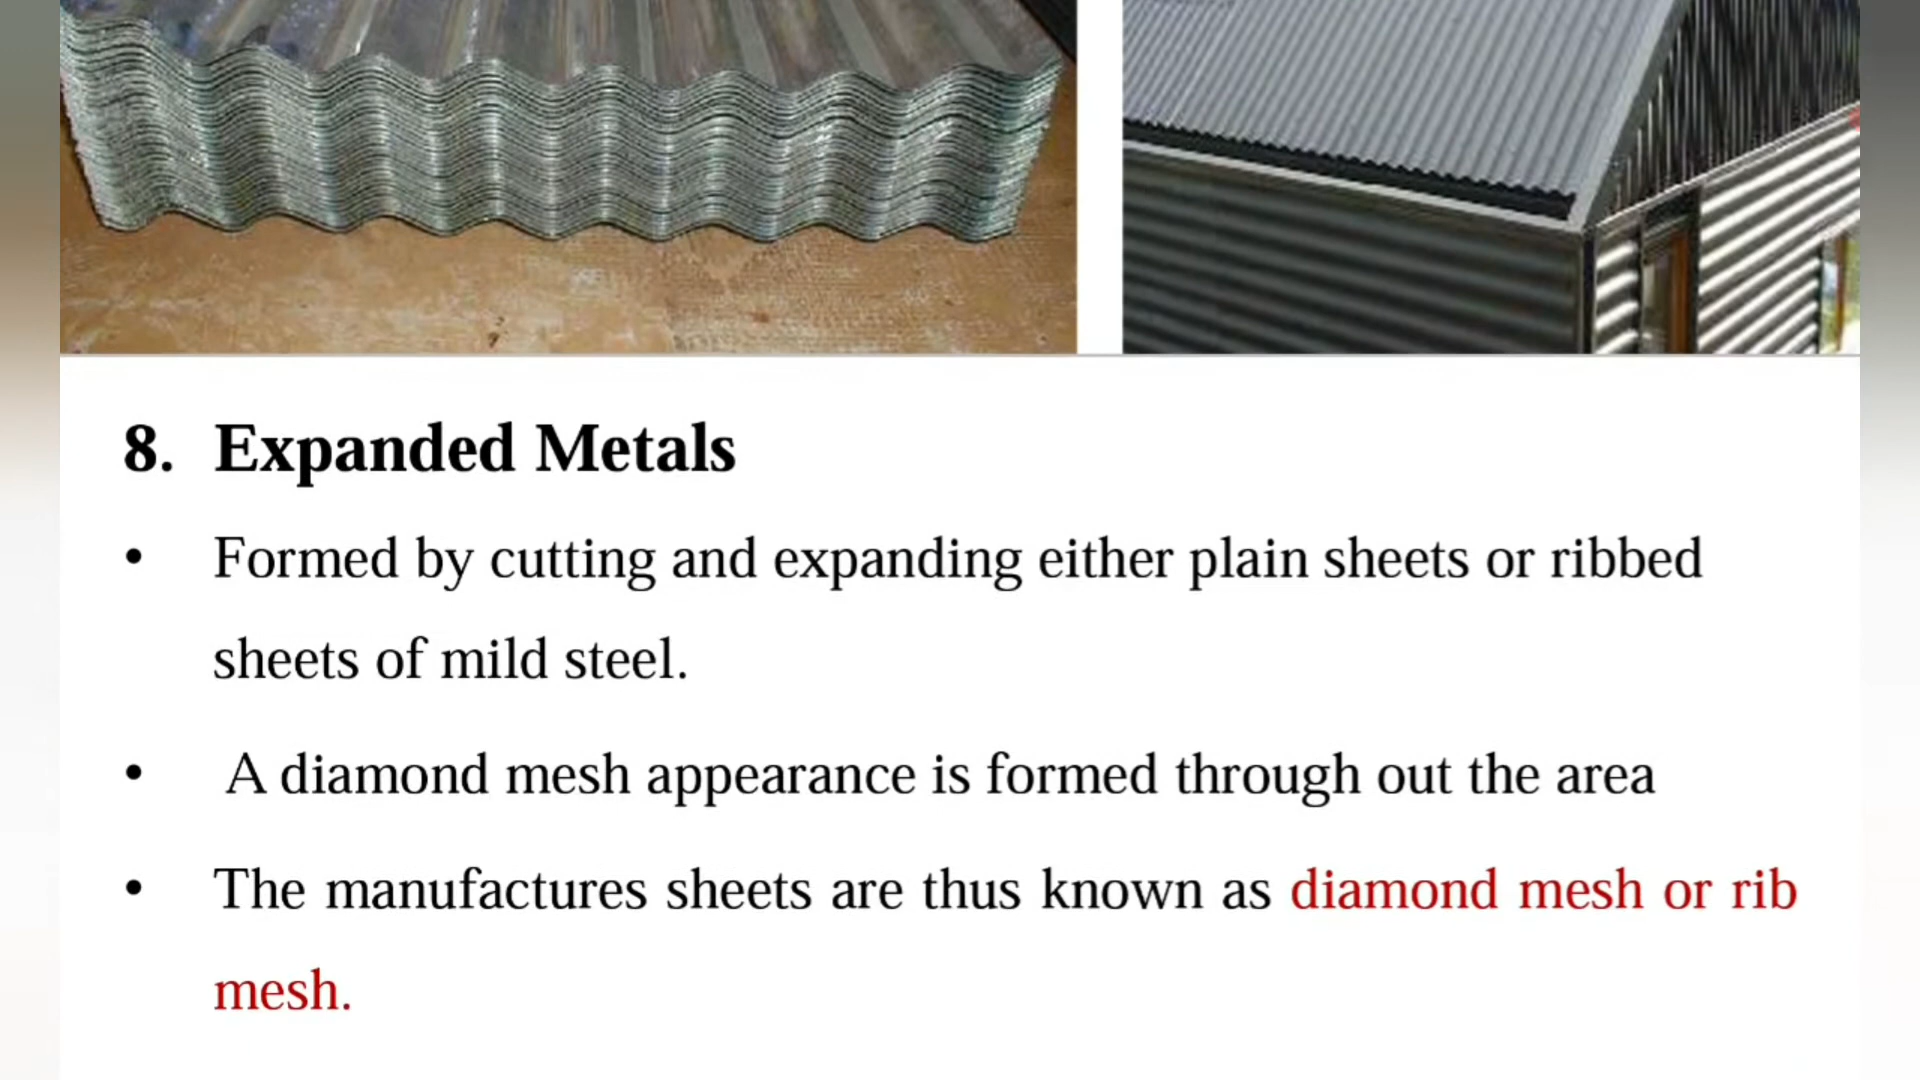 8. Expanded Metals
• Formed by cutting and expanding either plain sheets or ribbed
sheets of mild steel.
• A diamond mesh appearance is formed through out the area
• The manufactures sheets are thus known as diamond mesh or rib
mesh.